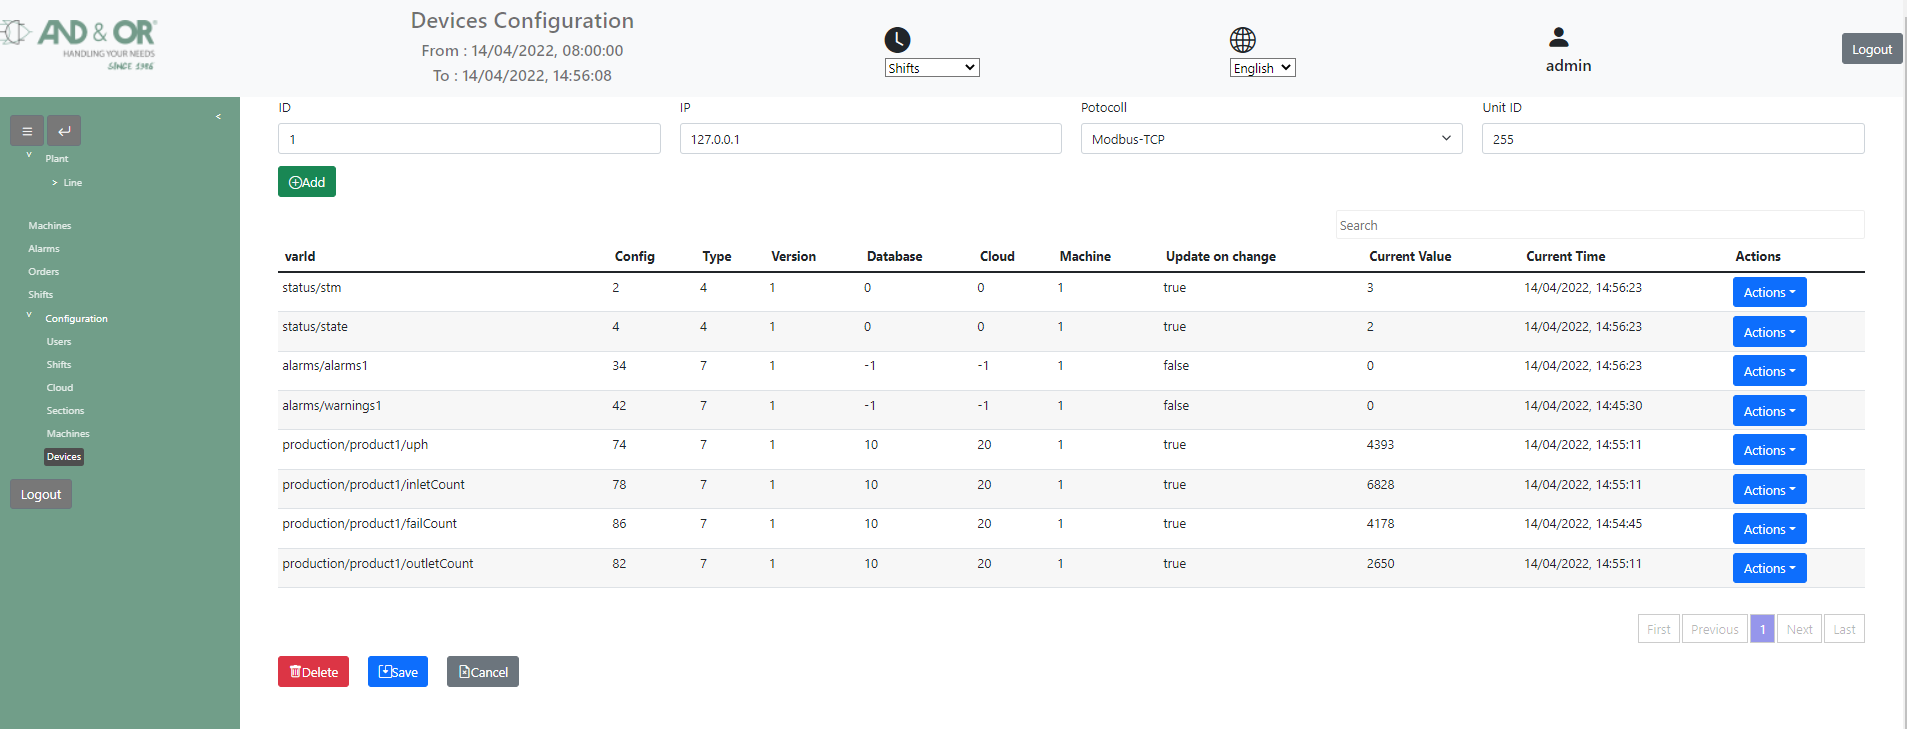 AND & OR®
HANDLING YOUR NEEDS
SINCE 1986
Devices Configuration
From : 14/04/2022, 08:00:00
To : 14/04/2022, 14:56:08
Shifts
English
admin
Logout
<
v Plant
> Line
Machines
Alarms
Orders
Shifts
v Configuration
Users
Shifts
Cloud
Sections
Machines
Devices
Logout
ID IP Potocoll Unit ID
1 127.0.0.1 Modbus-TCP 255
Add
Search
varId Config Type Version Database Cloud Machine Update on change Current Value Current Time Actions
status/stm 2 4 1 0 0 1 true 3 14/04/2022, 14:56:23 Actions
status/state 4 4 1 0 0 1 true 2 14/04/2022, 14:56:23 Actions
alarms/alarms1 34 7 1 -1 -1 1 false 0 14/04/2022, 14:56:23 Actions
alarms/warnings1 42 7 1 -1 -1 1 false 0 14/04/2022, 14:45:30 Actions
production/product1/uph 74 7 1 10 20 1 true 4393 14/04/2022, 14:55:11 Actions
production/product1/inletCount 78 7 1 10 20 1 true 6828 14/04/2022, 14:55:11 Actions
production/product1/failCount 86 7 1 10 20 1 true 4178 14/04/2022, 14:54:45 Actions
production/product1/outletCount 82 7 1 10 20 1 true 2650 14/04/2022, 14:55:11 Actions
First Previous 1 Next Last
Delete Save Cancel